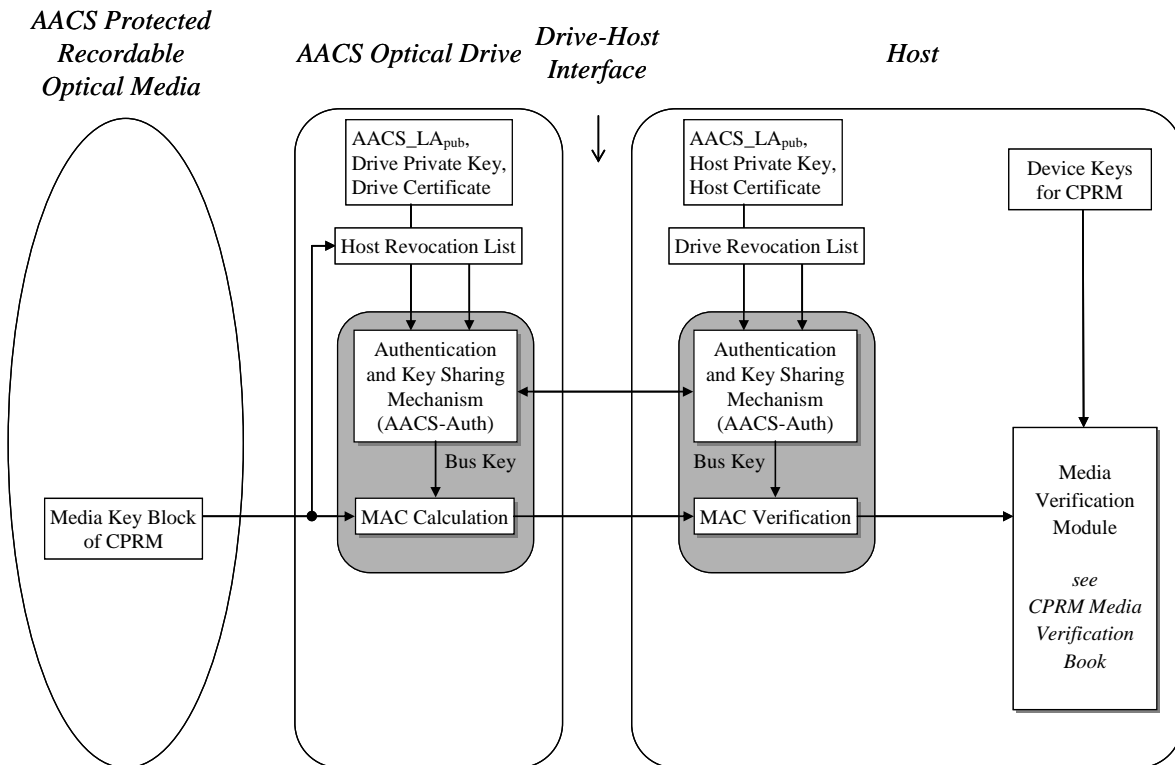 AACS Protected
Recordable
Optical Media
AACS Optical Drive
Drive-Host
Interface
Host
AACS_LApub,
Drive Private Key,
Drive Certificate
AACS_LApub,
Host Private Key,
Host Certificate
Device Keys
for CPRM
Host Revocation List
Drive Revocation List
Authentication
and Key Sharing
Mechanism
(AACS-Auth)
Authentication
and Key Sharing
Mechanism
(AACS-Auth)
Bus Key
Bus Key
Media Key Block
of CPRM
MAC Calculation
MAC Verification
Media
Verification
Module
see
CPRM Media
Verification
Book